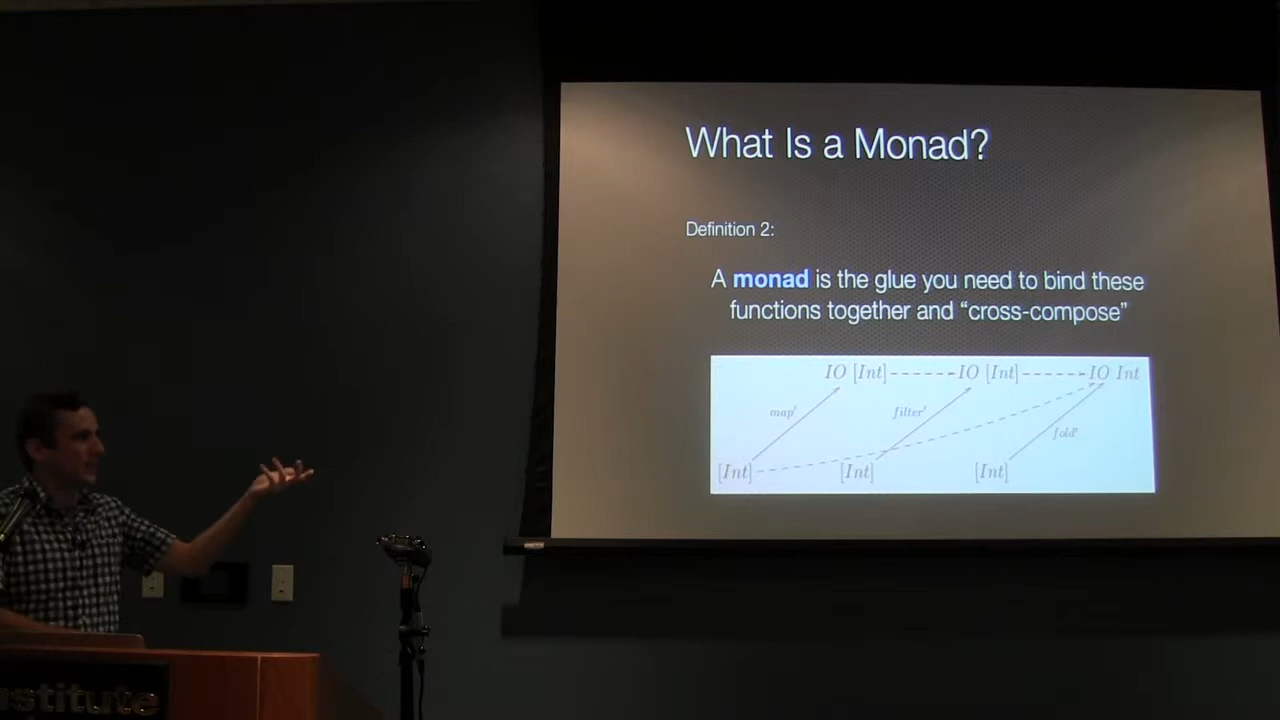 What Is a Monad?
Definition 2:
A monad is the glue you need to bind these
functions together and “cross-compose”
IO [Int] IO [Int] IO Int
map' filter' fold'
[Int] [Int] [Int]
stitute